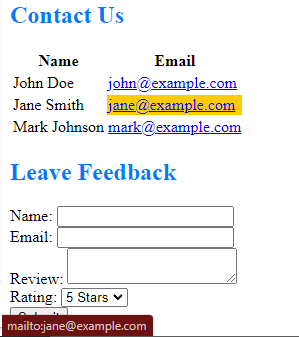 Contact Us
Name Email
John Doe john@example.com
Jane Smith jane@example.com
Mark Johnson mark@example.com
Leave Feedback
Name:
Email:
Review:
Rating: 5 Stars
mailto:jane@example.com